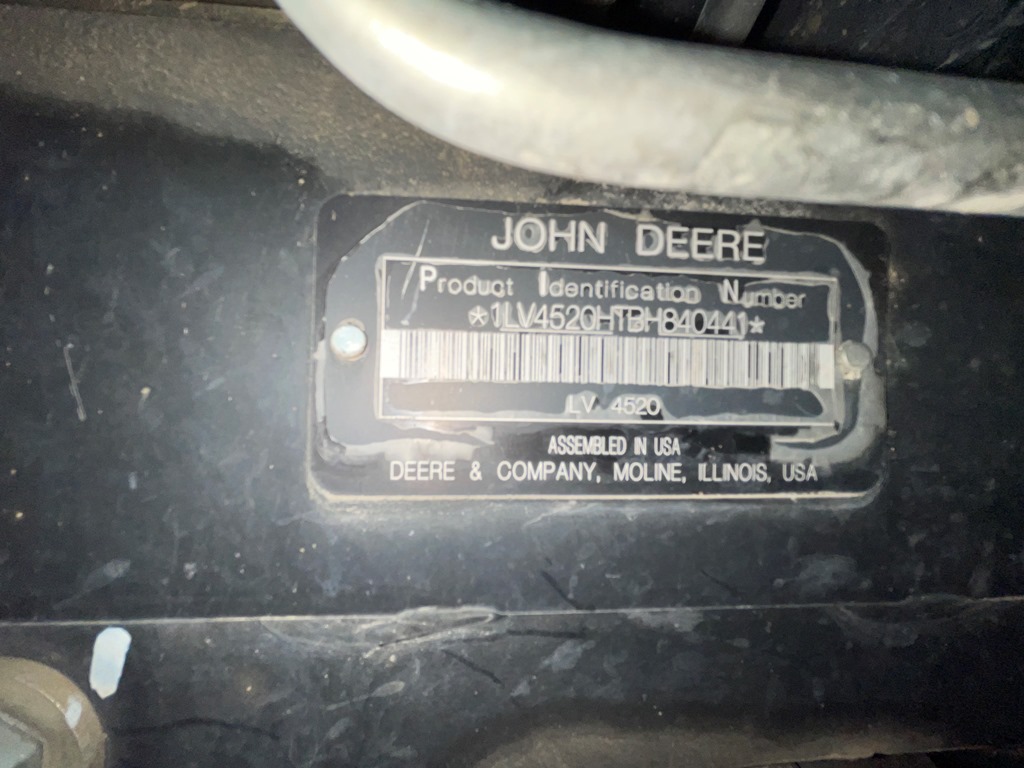 JOHN DEERE
Product Identification Number
*1LV4520HTBH840441*
LV 4520
ASSEMBLED IN USA
DEERE & COMPANY, MOLINE, ILLINOIS, USA